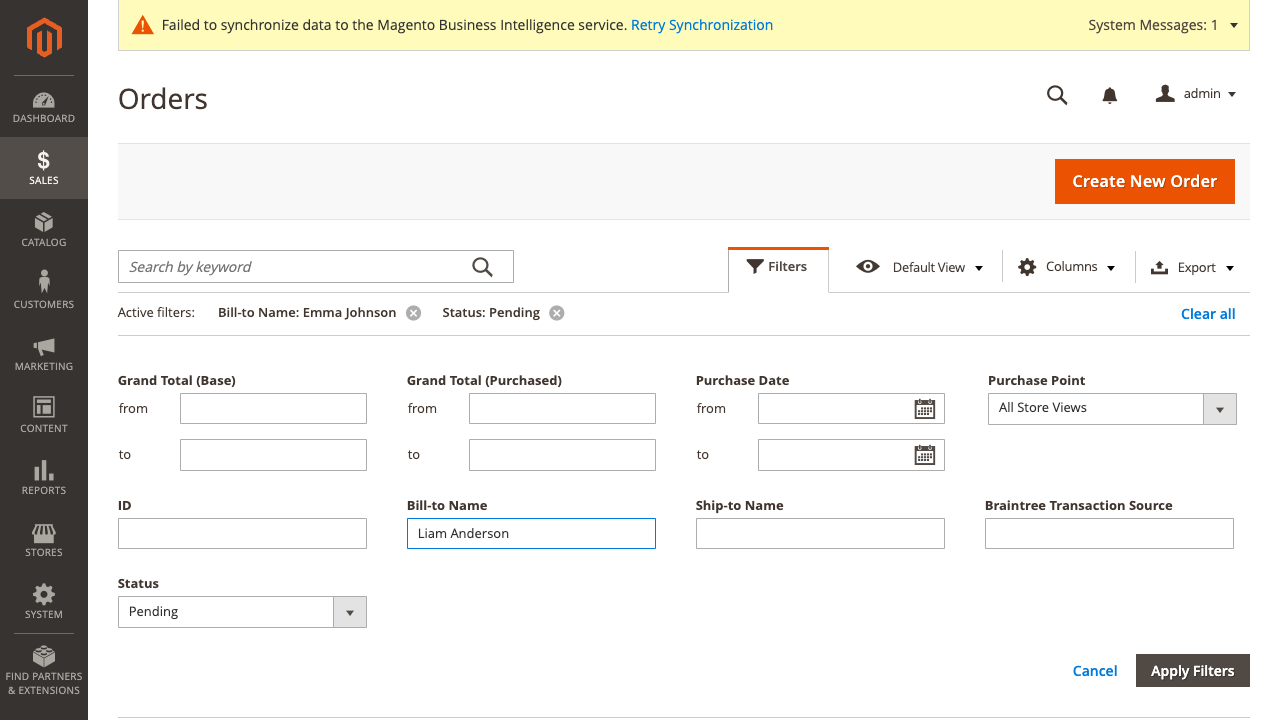 Failed to synchronize data to the Magento Business Intelligence service. Retry Synchronization
System Messages: 1
DASHBOARD
SALES
CATALOG
CUSTOMERS
MARKETING
CONTENT
REPORTS
STORES
SYSTEM
FIND PARTNERS
& EXTENSIONS
Orders
admin
Create New Order
Search by keyword
Filters
Default View
Columns
Export
Active filters: Bill-to Name: Emma Johnson Status: Pending
Clear all
Grand Total (Base)
from
to
Grand Total (Purchased)
from
to
Purchase Date
from
to
Purchase Point
All Store Views
ID
Bill-to Name
Liam Anderson
Ship-to Name
Braintree Transaction Source
Status
Pending
Cancel
Apply Filters